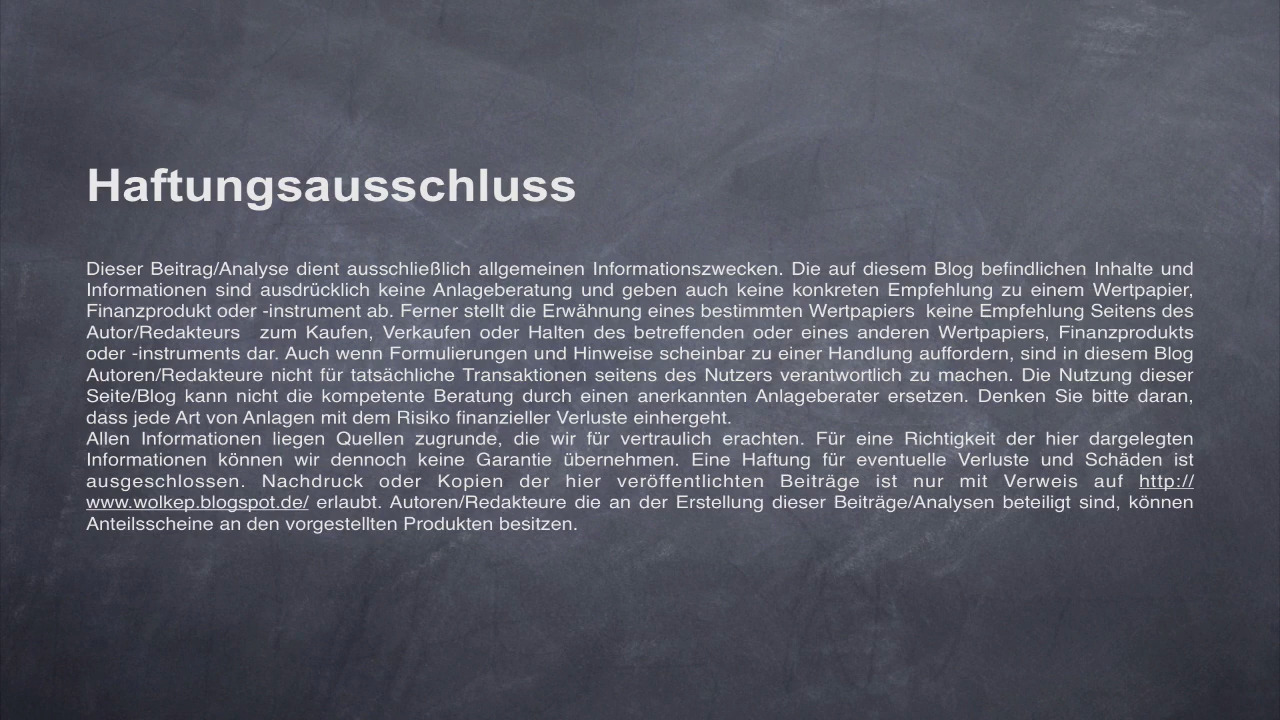 Haftungsausschluss
Dieser Beitrag/Analyse dient ausschließlich allgemeinen Informationszwecken. Die auf diesem Blog befindlichen Inhalte und
Informationen sind ausdrücklich keine Anlageberatung und geben auch keine konkreten Empfehlung zu einem Wertpapier,
Finanzprodukt oder -instrument ab. Ferner stellt die Erwähnung eines bestimmten Wertpapiers keine Empfehlung Seitens des
Autor/Redakteurs zum Kaufen, Verkaufen oder Halten des betreffenden oder eines anderen Wertpapiers, Finanzprodukts
oder -instruments dar. Auch wenn Formulierungen und Hinweise scheinbar zu einer Handlung auffordern, sind in diesem Blog
Autoren/Redakteure nicht für tatsächliche Transaktionen seitens des Nutzers verantwortlich zu machen. Die Nutzung dieser
Seite/Blog kann nicht die kompetente Beratung durch einen anerkannten Anlageberater ersetzen. Denken Sie bitte daran,
dass jede Art von Anlagen mit dem Risiko finanzieller Verluste einhergeht.
Allen Informationen liegen Quellen zugrunde, die wir für vertraulich erachten. Für eine Richtigkeit der hier dargelegten
Informationen können wir dennoch keine Garantie übernehmen. Eine Haftung für eventuelle Verluste und Schäden ist
ausgeschlossen. Nachdruck oder Kopien der hier veröffentlichten Beiträge ist nur mit Verweis auf http://
www.wolkep.blogspot.de/ erlaubt. Autoren/Redakteure die an der Erstellung dieser Beiträge/Analysen beteiligt sind, können
Anteilsscheine an den vorgestellten Produkten besitzen.